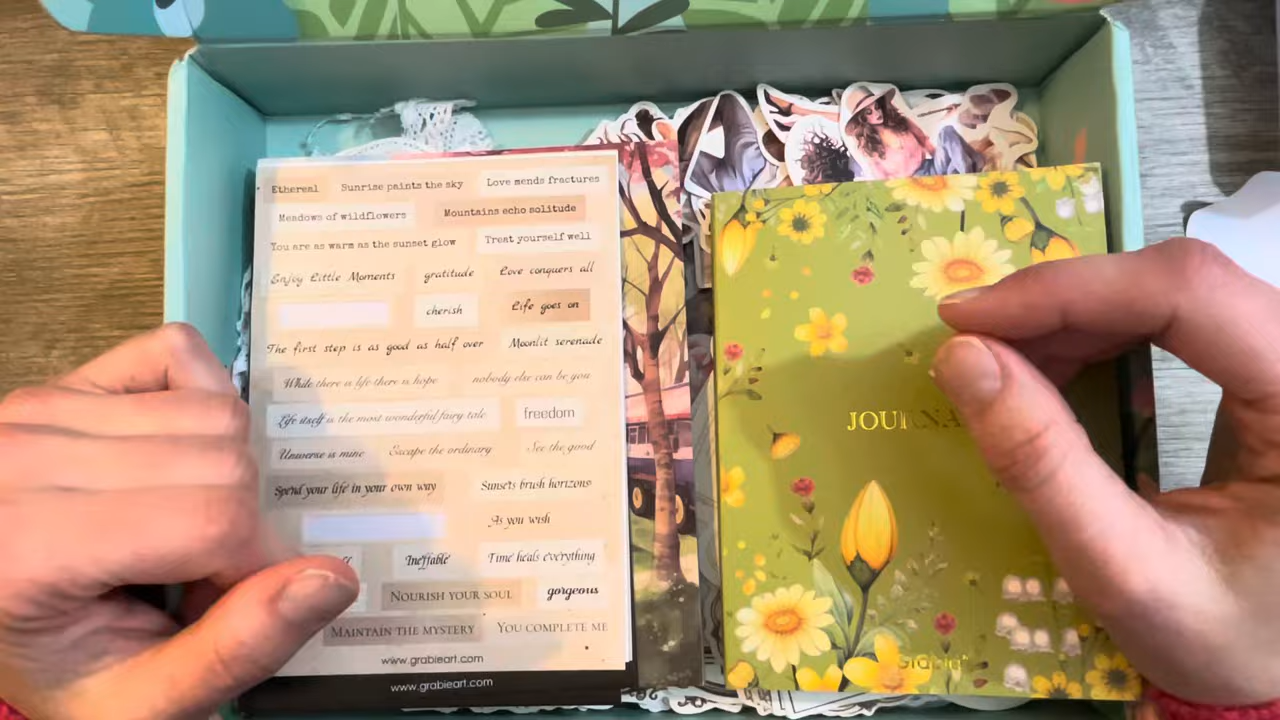 Ethereal Sunrise paints the sky Love mends fractures
Meadows of wildflowers Mountains echo solitude
You are as warm as the sunset glow Treat yourself well
Enjoy Little Moments gratitude Love conquers all
cherish Life goes on
The first step is as good as half over Moonlit serenade
While there is life there is hope nobody else can be you
Life itself is the most wonderful fairy tale freedom
Universe is mine Escape the ordinary See the good
Spend your life in your own way Sunsets brush horizons
As you wish
Ineffable Time heals everything
NOURISH YOUR SOUL gorgeous
MAINTAIN THE MYSTERY YOU COMPLETE ME
www.grabieart.com
www.grabieart.com
JOURNA
Grabie